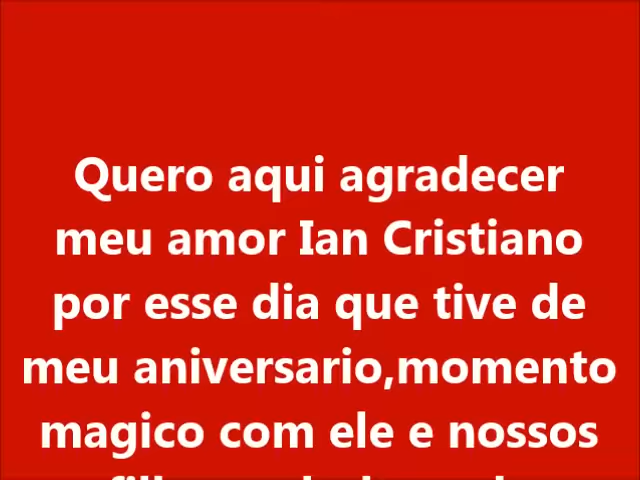 Quero aqui agradecer
meu amor Ian Cristiano
por esse dia que tive de
meu aniversario,momento
magico com ele e nossos